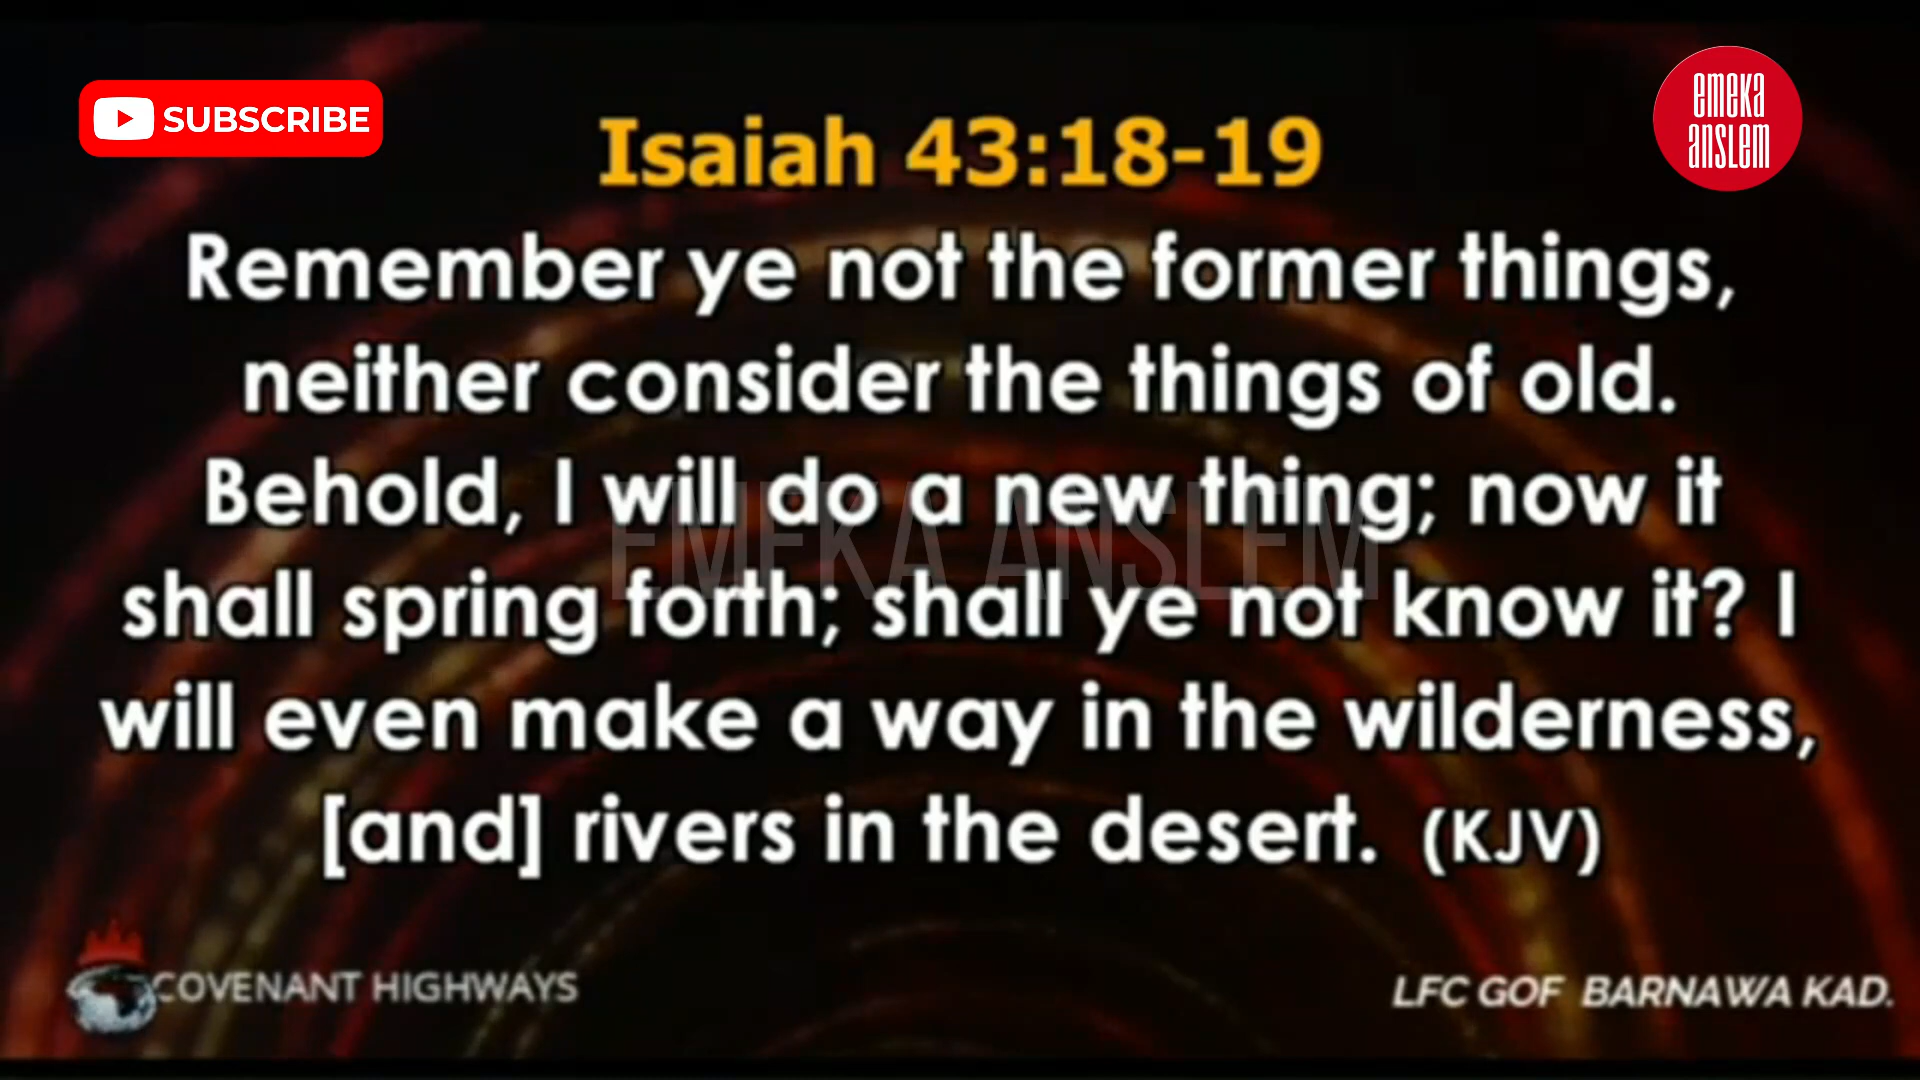 SUBSCRIBE
emeka
anslem
Isaiah 43:18-19
Remember ye not the former things,
neither consider the things of old.
Behold, I will do a new thing; now it
shall spring forth; shall ye not know it? I
will even make a way in the wilderness,
[and] rivers in the desert. (KJV)
EMEKA ANSLEM
COVENANT HIGHWAYS
LFC GOF BARNAWA KAD.